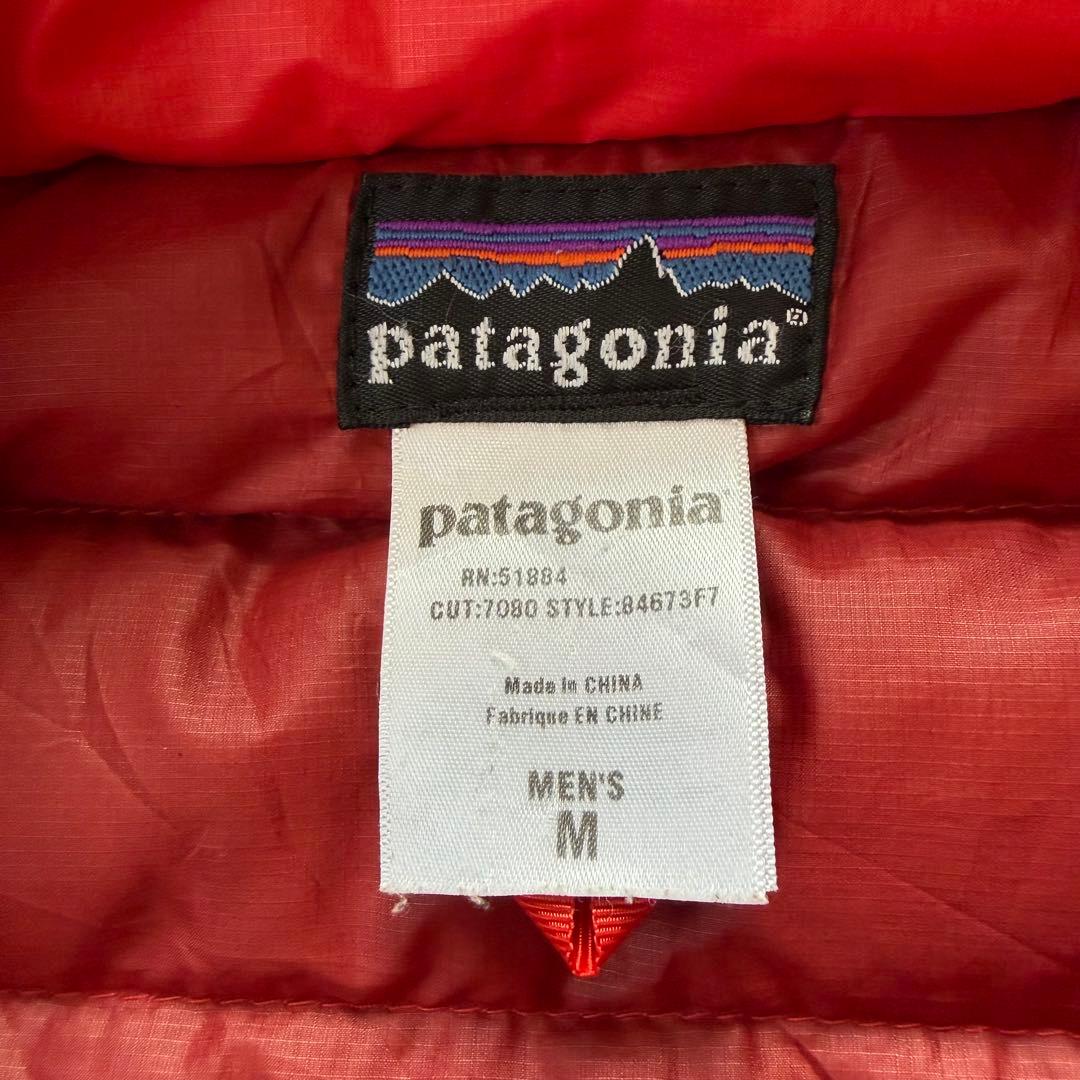 patagonia®
patagonia
RN:51884
CUT:7080 STYLE:84673F7
Made in CHINA
Fabrique EN CHINE
MEN'S
M